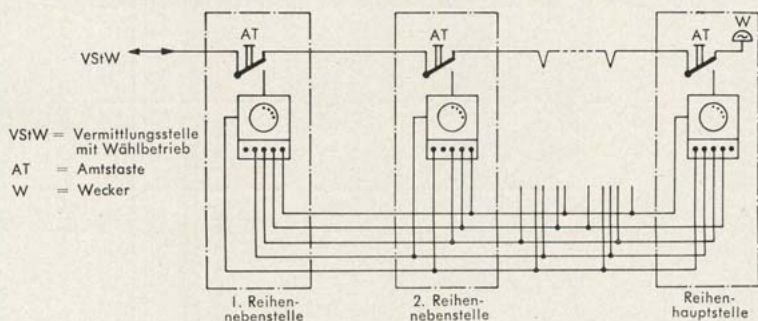 AT
AT
AT
W
VStW
VStW = Vermittlungsstelle
mit Wählbetrieb
AT = Amtstaste
W = Wecker
1. Reihen-
nebenstelle
2. Reihen-
nebenstelle
Reihen-
hauptstelle